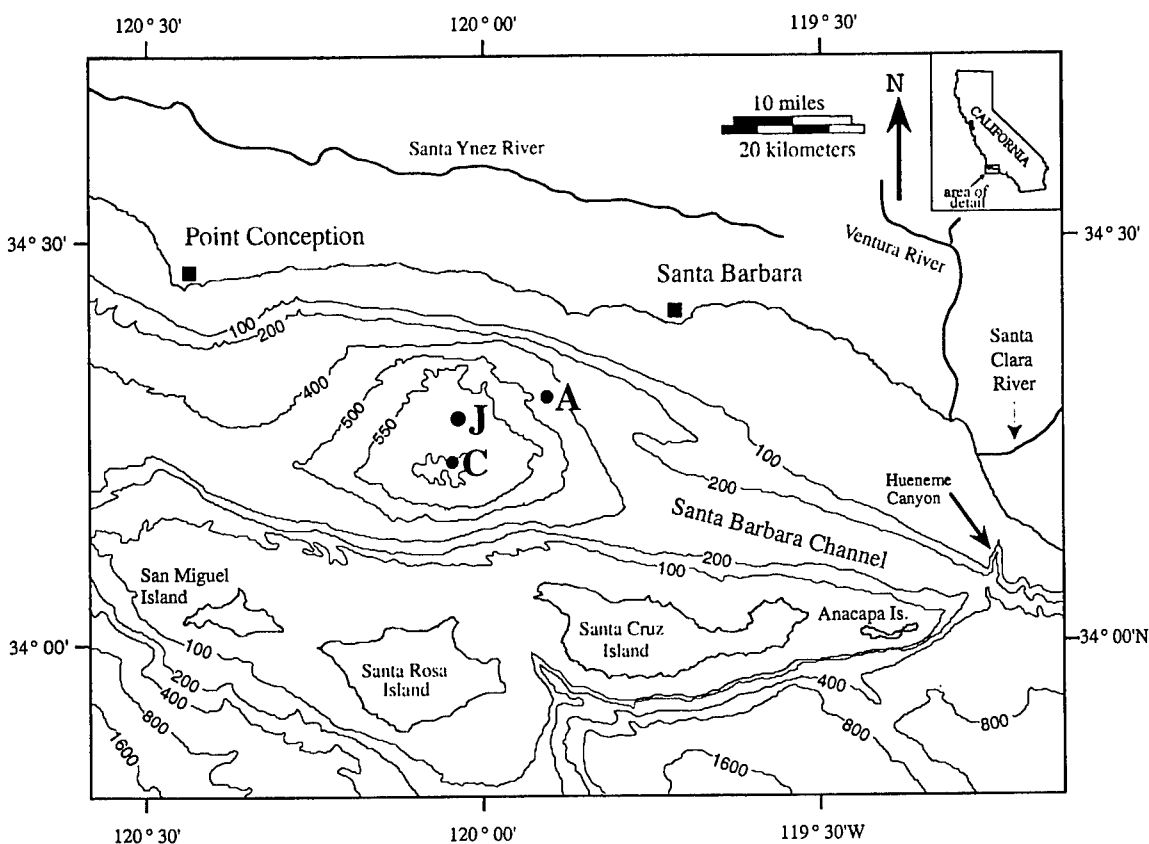 120° 30'
120° 00'
119° 30'
10 miles
20 kilometers
N
CALIFORNIA
area of
detail
Santa Ynez River
34° 30'
34° 30'
Point Conception
Ventura River
Santa Barbara
Santa
Clara
River
100
200
400
500
550
A
J
C
100
200
Hueneme
Canyon
Santa Barbara Channel
200
100
San Miguel
Island
Santa Cruz
Island
Anacapa Is.
34° 00'
34° 00'N
Santa Rosa
Island
100
200
400
800
1600
400
800
800
1600
120° 30'
120° 00'
119° 30'W